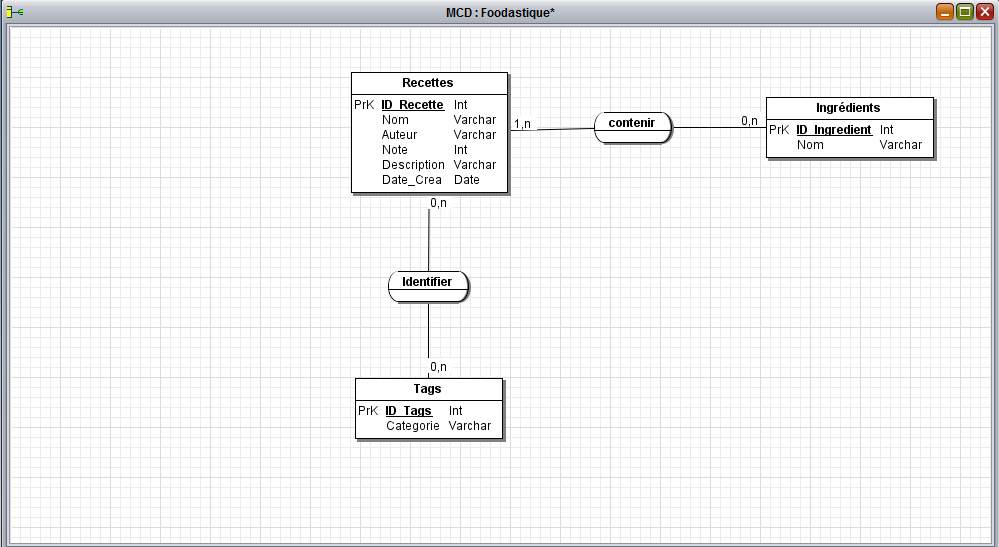 MCD : Foodastique*
Recettes
PrK ID_Recette Int
Nom Varchar
Auteur Varchar
Note Int
Description Varchar
Date_Crea Date
1,n
contenir
0,n
Ingrédients
PrK ID_Ingredient Int
Nom Varchar
0,n
Identifier
0,n
Tags
PrK ID_Tags Int
Categorie Varchar